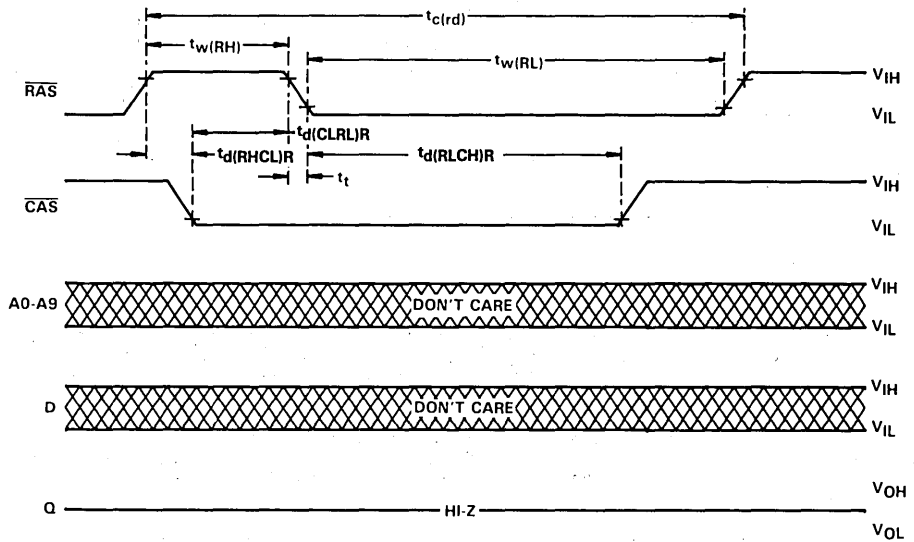 tc(rd)
tw(RH)
tw(RL)
RAS
VIH
VIL
td(CLRL)R
td(RHCL)R
td(RLCH)R
tt
CAS
VIH
VIL
A0-A9
DON'T CARE
VIH
VIL
D
DON'T CARE
VIH
VIL
Q
HI-Z
VOH
VOL